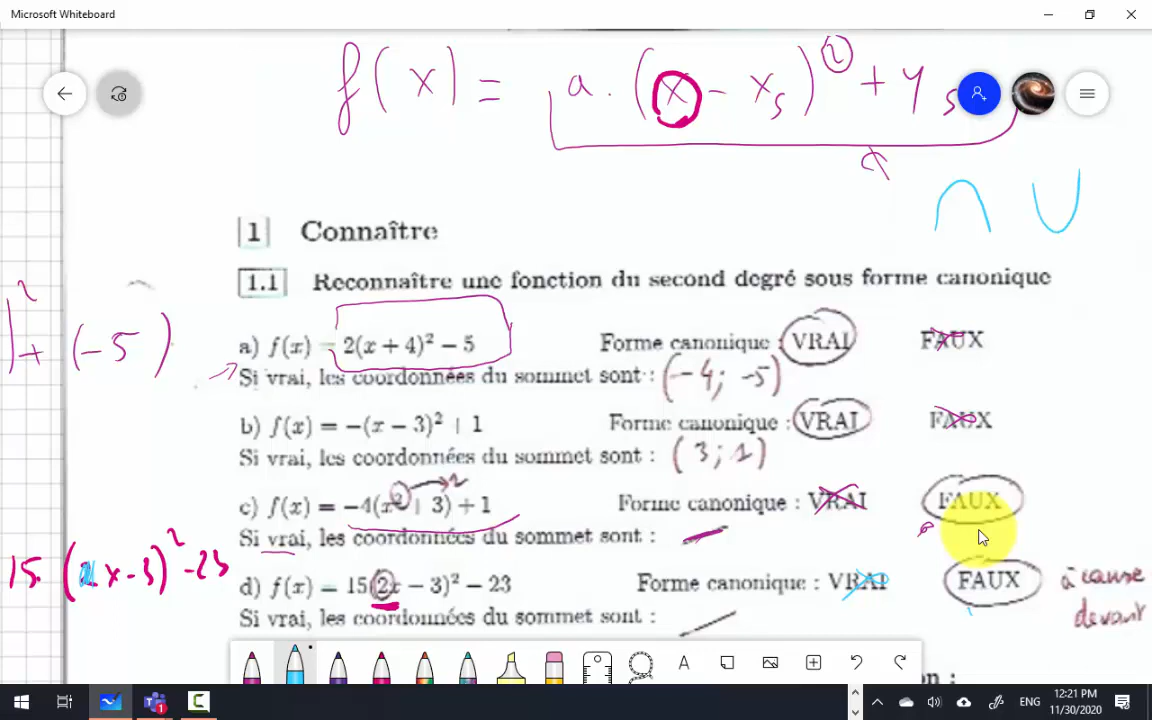 Microsoft Whiteboard
f(x) = a. (x - xs)² + ys
1 Connaître
1.1 Reconnaître une fonction du second degré sous forme canonique
² + (-5)
a) f(x) = 2(x + 4)² − 5 Forme canonique : VRAI FAUX
Si vrai, les coordonnées du sommet sont : (-4; -5)
b) f(x) = −(x − 3)² + 1 Forme canonique : VRAI FAUX
Si vrai, les coordonnées du sommet sont : (3; 1)
c) f(x) = −4(x² + 3) + 1 2 Forme canonique : VRAI FAUX
Si vrai, les coordonnées du sommet sont :
15. (2x-3)² -23
d) f(x) = 15(2x − 3)² − 23 Forme canonique : VRAI FAUX à cause
Si vrai, les coordonnées du sommet sont : devant
ENG
12:21 PM
11/30/2020